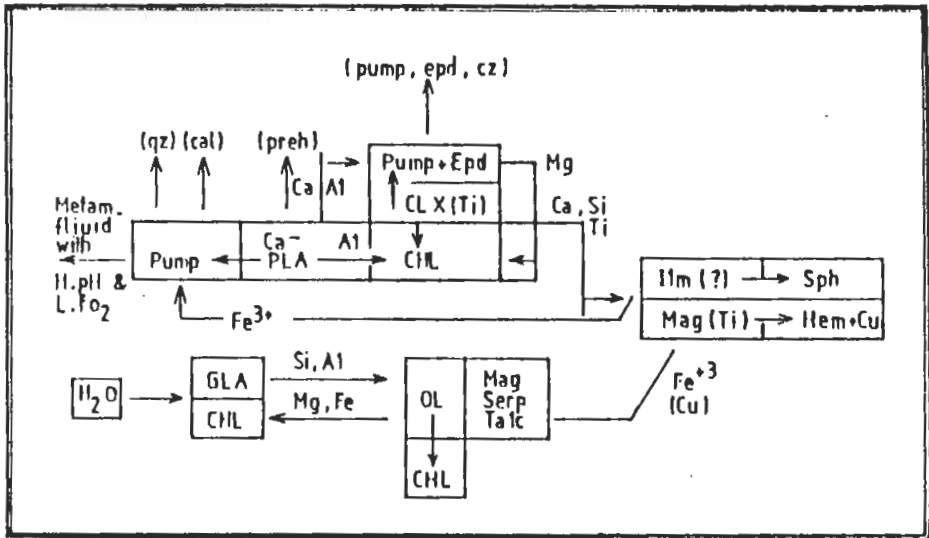 (pump, epd, cz)
(qz) (cal) (preh)
Pump + Epd
Mg
Ca Al
CLX(Ti)
Ca, Si
Ti
Metam.
fluid
with
H.pH &
L.fo₂
Pump
Ca-
PLA
Al
CHL
Ilm (?)
Sph
Mag(Ti)
Hem+Cu
Fe³⁺
Fe⁺³
(Cu)
H₂O
GLA
CHL
Si, Al
Mg, Fe
OL
Mag
Serp
Talc
CHL